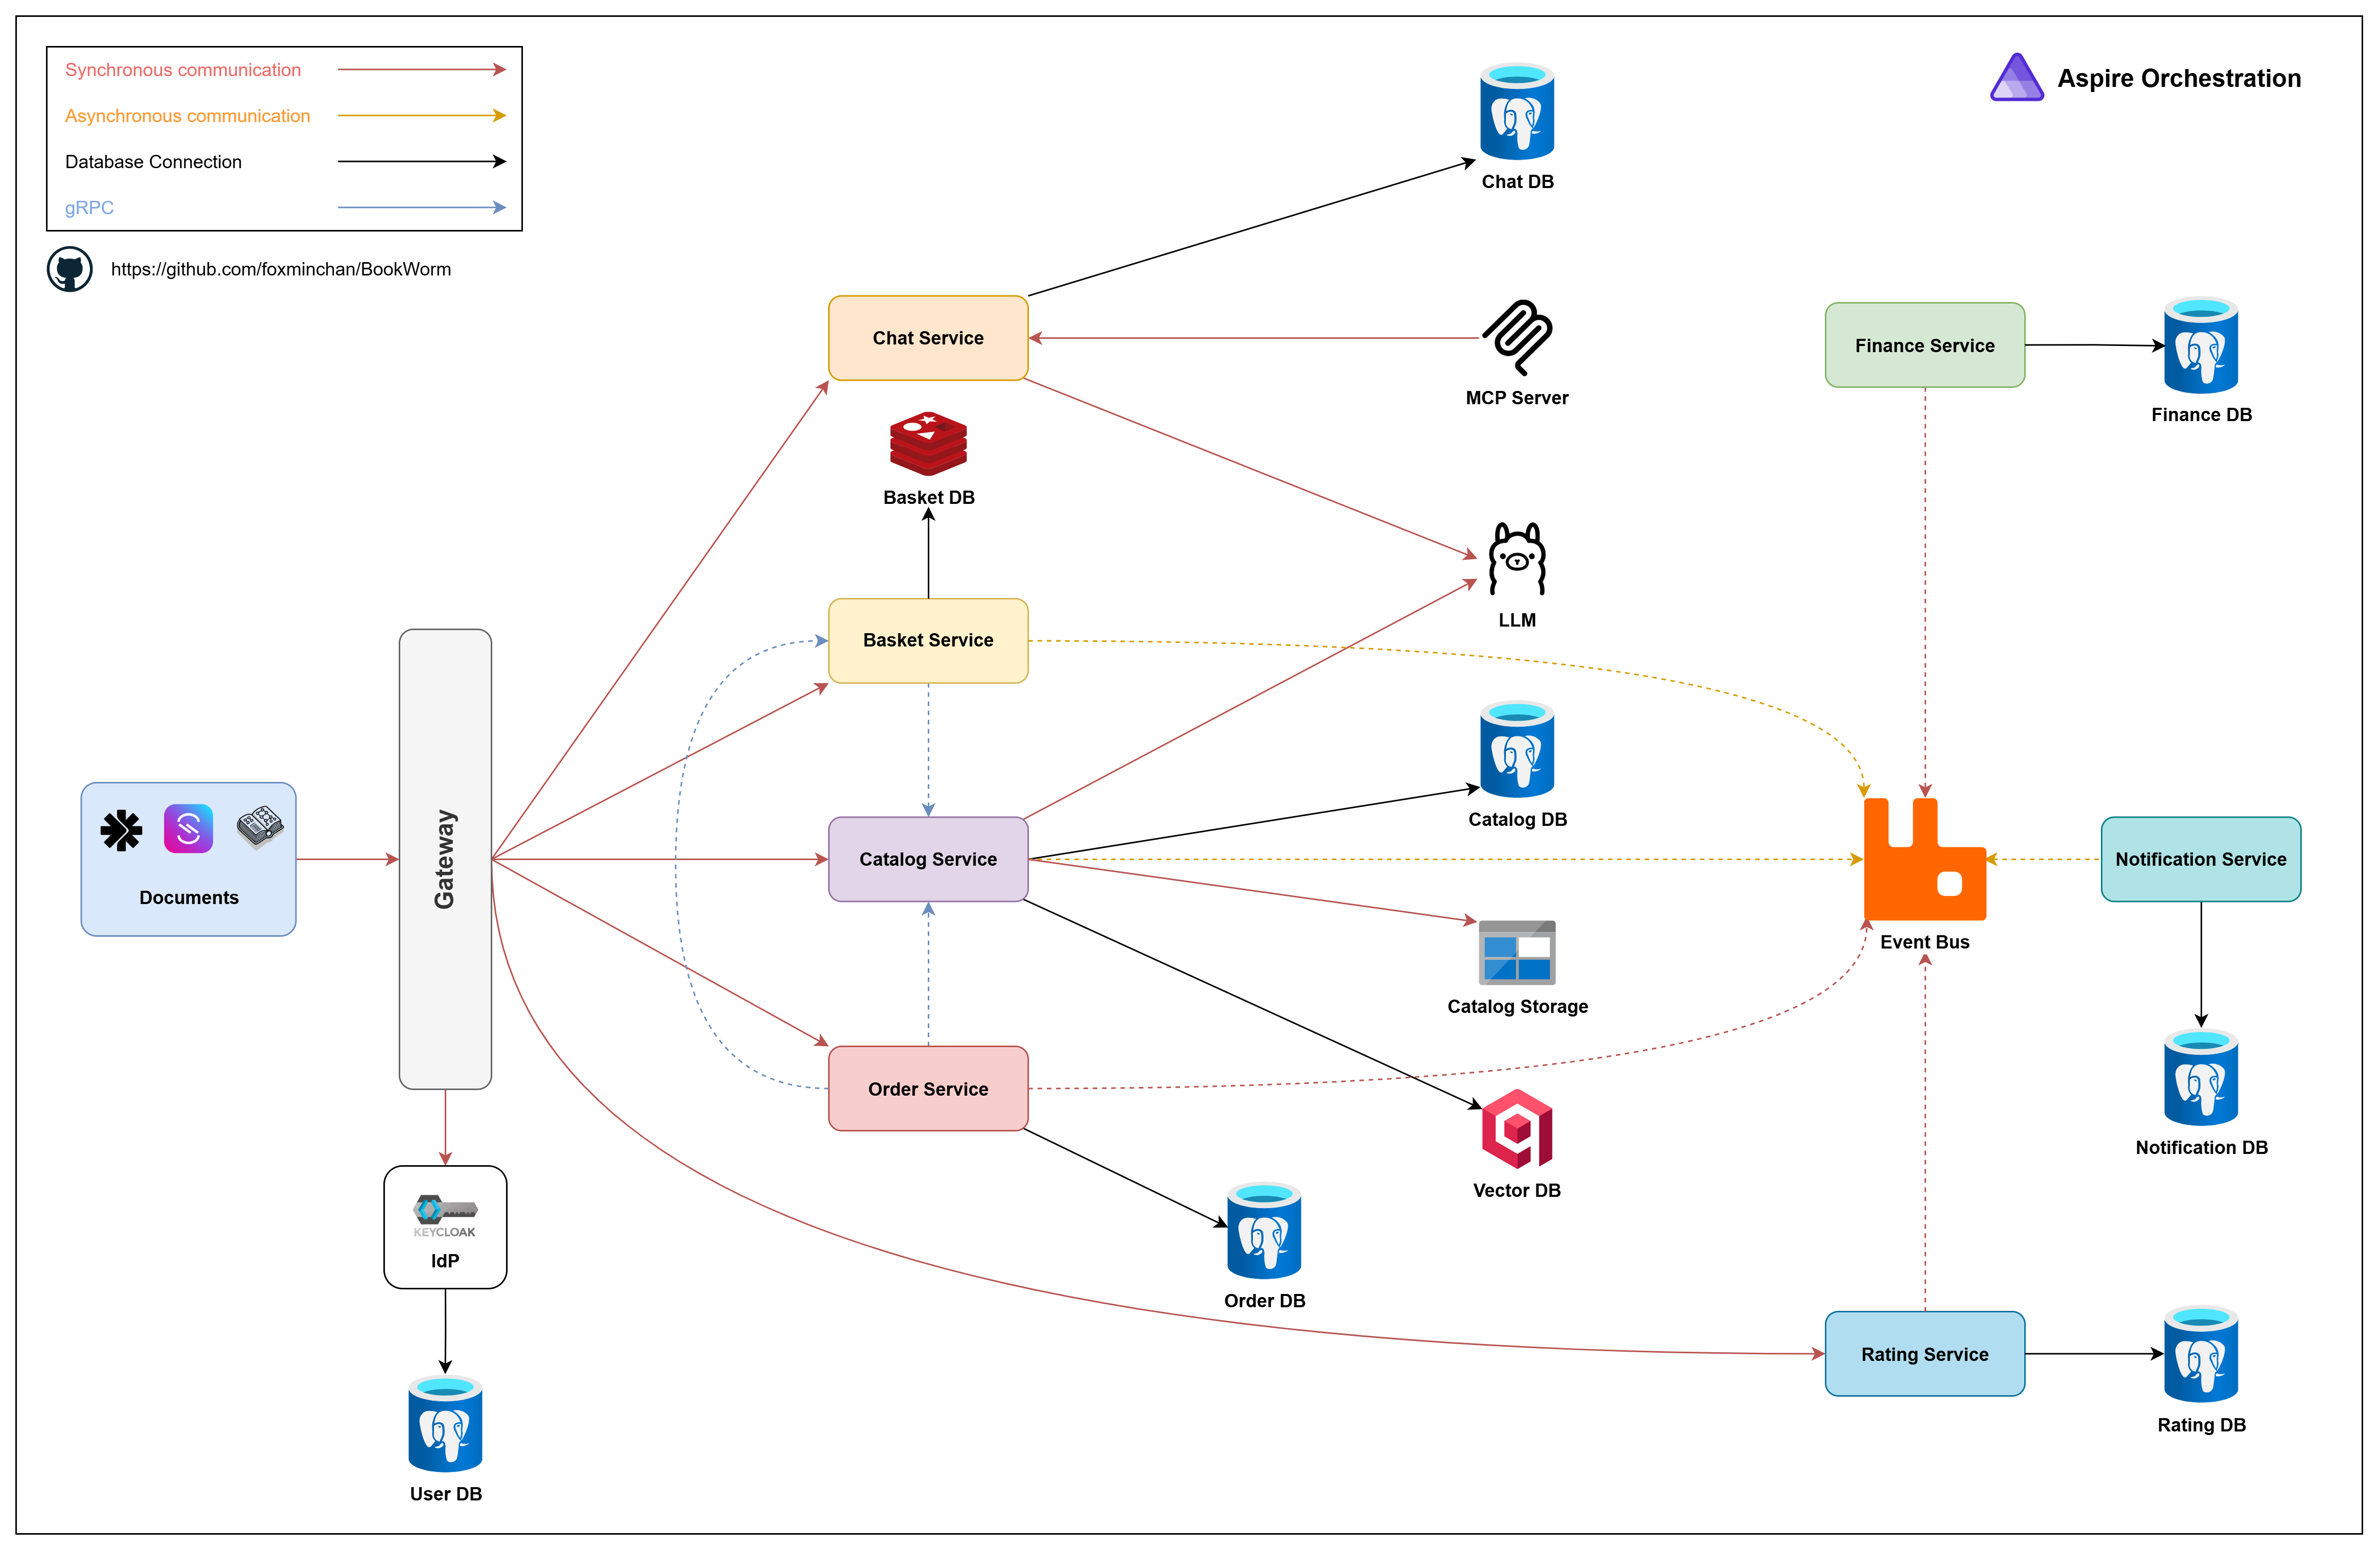 Synchronous communication
Asynchronous communication
Database Connection
gRPC
https://github.com/foxminchan/BookWorm
Aspire Orchestration
Chat DB
Chat Service
MCP Server
Finance Service
Finance DB
Basket DB
LLM
Basket Service
Catalog DB
Gateway
Documents
Catalog Service
Notification Service
Event Bus
Catalog Storage
Order Service
Notification DB
Vector DB
KEYCLOAK
IdP
Order DB
Rating Service
Rating DB
User DB